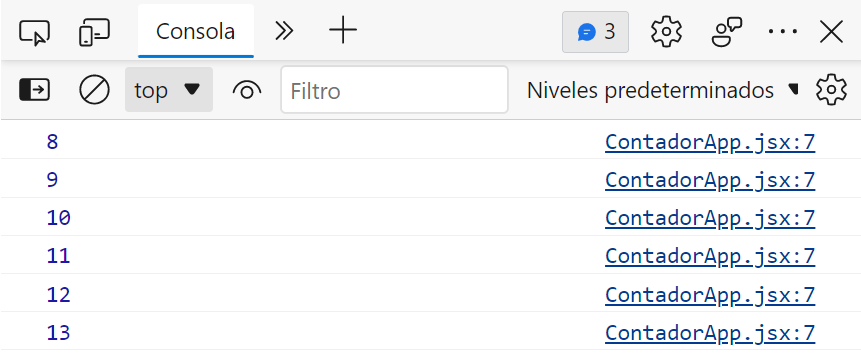 Consola 3
top Filtro Niveles predeterminados
8 ContadorApp.jsx:7
9 ContadorApp.jsx:7
10 ContadorApp.jsx:7
11 ContadorApp.jsx:7
12 ContadorApp.jsx:7
13 ContadorApp.jsx:7